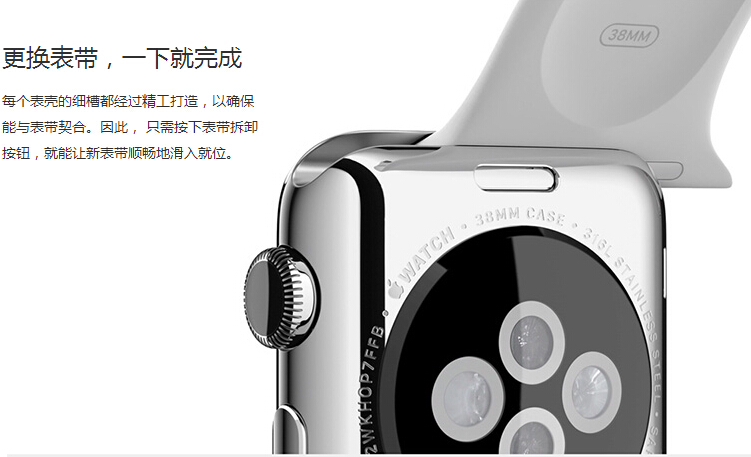 更换表带，一下就完成
每个表壳的细槽都经过精工打造，以确保
能与表带契合。因此， 只需按下表带拆卸
按钮，就能让新表带顺畅地滑入就位。
38MM
WATCH • 38MM CASE • 316L STAINLESS STEEL • SA
2WKHOP7FFB •